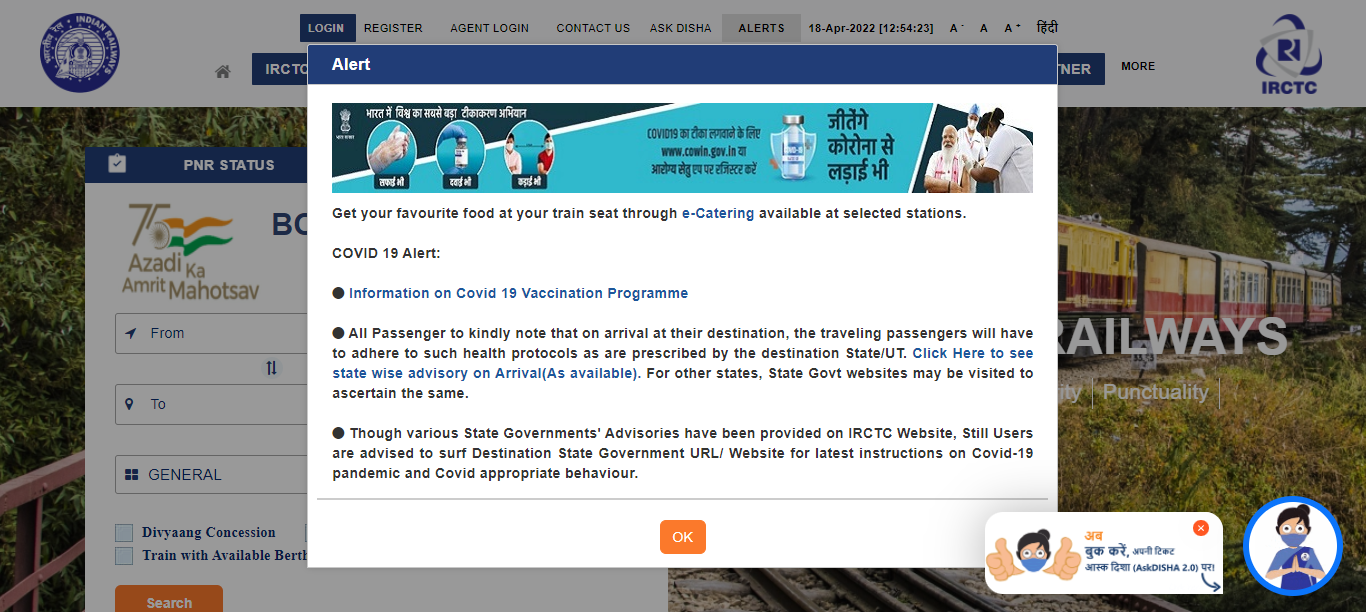 LOGIN REGISTER AGENT LOGIN CONTACT US ASK DISHA ALERTS 18-Apr-2022 [12:54:23] A - A A + हिंदी
INDIAN RAILWAYS
भारतीय रेल
IRCTC
NER MORE
Alert
भारत में विश्व का सबसे बड़ा टीकाकरण अभियान
सफाई भी दवाई भी कड़ाई भी
COVID19 का टीका लगवाने के लिए
www.cowin.gov.in या
आरोग्य सेतु एप पर रजिस्टर करें
जीतेंगे
कोरोना से
लड़ाई भी
PNR STATUS
75
Azadi Ka
Amrit Mahotsav
From
To
GENERAL
Divyaang Concession
Train with Available Berth
Search
Get your favourite food at your train seat through e-Catering available at selected stations.
COVID 19 Alert:
● Information on Covid 19 Vaccination Programme
● All Passenger to kindly note that on arrival at their destination, the traveling passengers will have
to adhere to such health protocols as are prescribed by the destination State/UT. Click Here to see
state wise advisory on Arrival(As available). For other states, State Govt websites may be visited to
ascertain the same.
● Though various State Governments' Advisories have been provided on IRCTC Website, Still Users
are advised to surf Destination State Government URL/ Website for latest instructions on Covid-19
pandemic and Covid appropriate behaviour.
OK
RAILWAYS
Punctuality
अब
बुक करें, अपनी टिकट
आस्क दिशा (AskDISHA 2.0) पर!